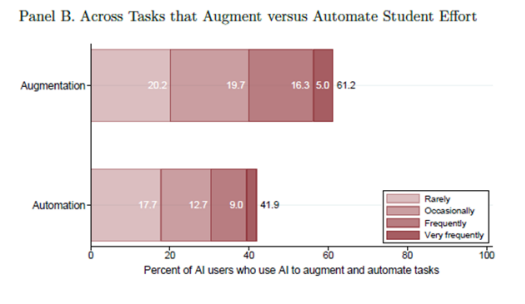 Panel B. Across Tasks that Augment versus Automate Student Effort
Augmentation
20.2 19.7 16.3 5.0 61.2
Automation
17.7 12.7 9.0 41.9
Rarely
Occasionally
Frequently
Very frequently
0 20 40 60 80 100
Percent of AI users who use AI to augment and automate tasks